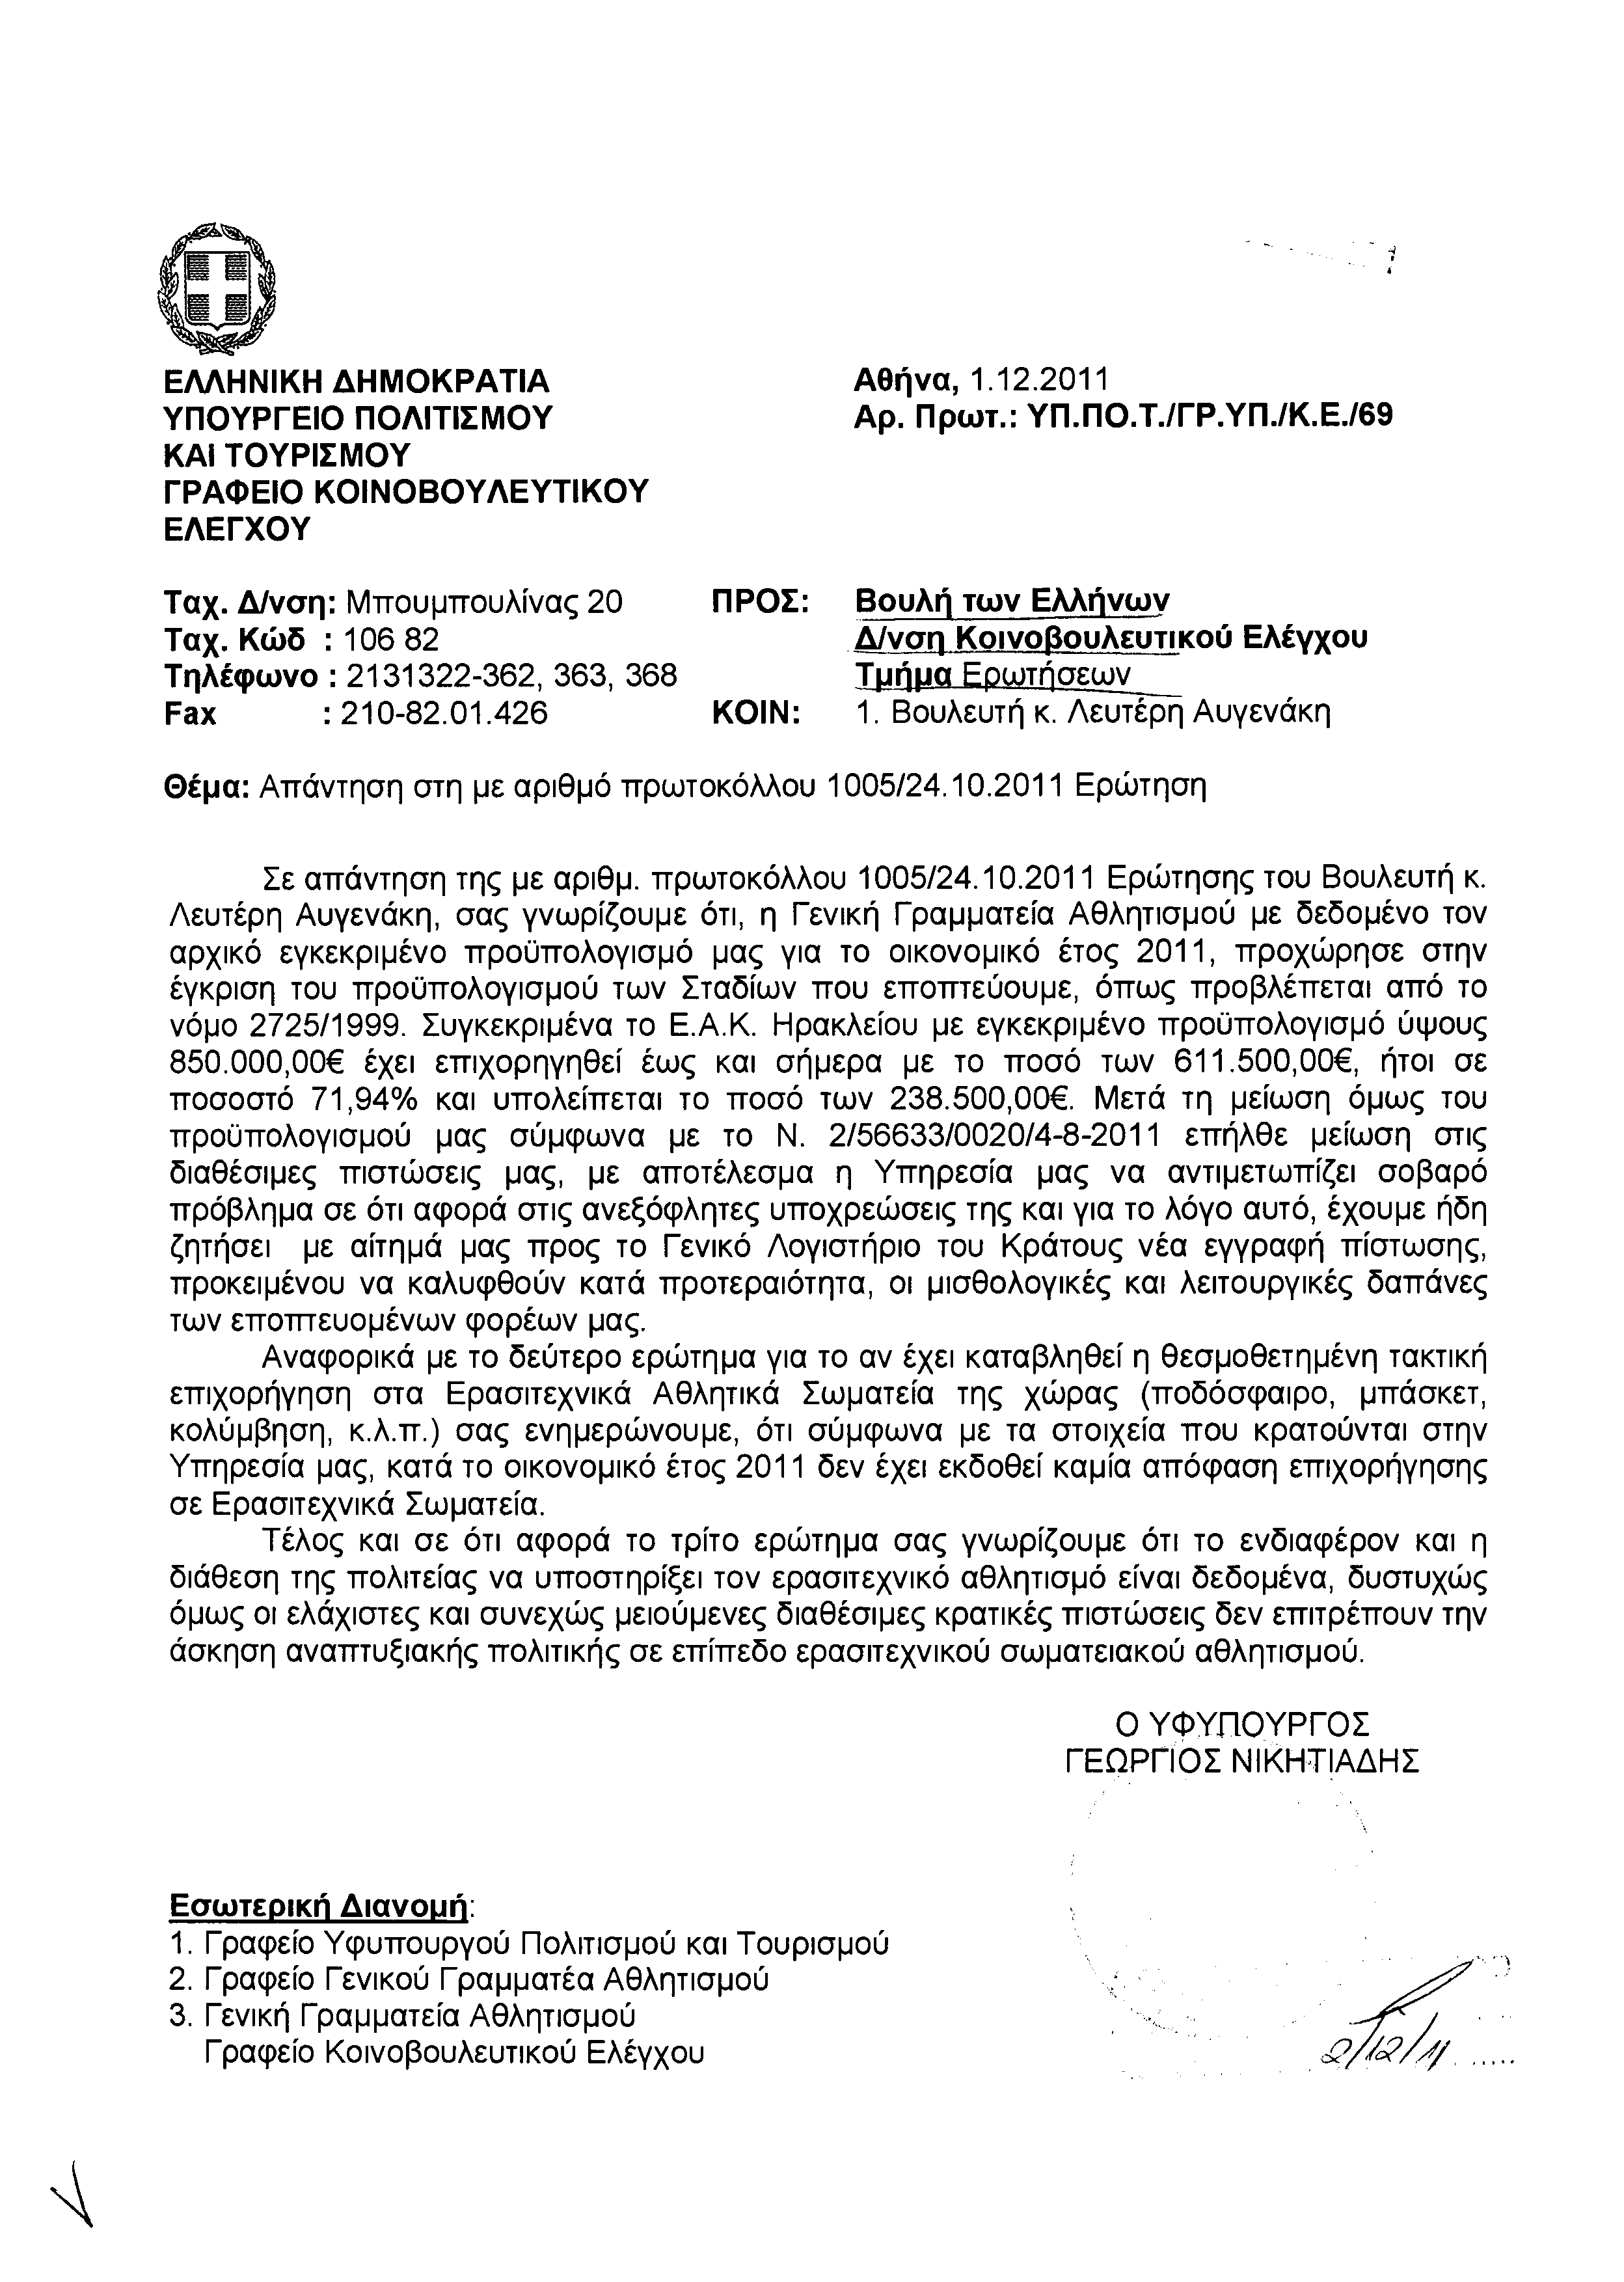 ΕΛΛΗΝΙΚΗ ΔΗΜΟΚΡΑΤΙΑ
ΥΠΟΥΡΓΕΙΟ ΠΟΛΙΤΙΣΜΟΥ
ΚΑΙ ΤΟΥΡΙΣΜΟΥ
ΓΡΑΦΕΙΟ ΚΟΙΝΟΒΟΥΛΕΥΤΙΚΟΥ
ΕΛΕΓΧΟΥ
Αθήνα, 1.12.2011
Αρ. Πρωτ.: ΥΠ.ΠΟ.Τ./ΓΡ.ΥΠ./Κ.Ε./69
Ταχ. Δ/νση: Μπουμπουλίνας 20
Ταχ. Κώδ : 106 82
Τηλέφωνο : 2131322-362, 363, 368
Fax : 210-82.01.426
ΠΡΟΣ: Βουλή των Ελλήνων
Δ/νση Κοινοβουλευτικού Ελέγχου
Τμήμα Ερωτήσεων
ΚΟΙΝ: 1. Βουλευτή κ. Λευτέρη Αυγενάκη
Θέμα: Απάντηση στη με αριθμό πρωτοκόλλου 1005/24.10.2011 Ερώτηση
Σε απάντηση της με αριθμ. πρωτοκόλλου 1005/24.10.2011 Ερώτησης του Βουλευτή κ.
Λευτέρη Αυγενάκη, σας γνωρίζουμε ότι, η Γενική Γραμματεία Αθλητισμού με δεδομένο τον
αρχικό εγκεκριμένο προϋπολογισμό μας για το οικονομικό έτος 2011, προχώρησε στην
έγκριση του προϋπολογισμού των Σταδίων που εποπτεύουμε, όπως προβλέπεται από το
νόμο 2725/1999. Συγκεκριμένα το Ε.Α.Κ. Ηρακλείου με εγκεκριμένο προϋπολογισμό ύψους
850.000,00€ έχει επιχορηγηθεί έως και σήμερα με το ποσό των 611.500,00€, ήτοι σε
ποσοστό 71,94% και υπολείπεται το ποσό των 238.500,00€. Μετά τη μείωση όμως του
προϋπολογισμού μας σύμφωνα με το Ν. 2/56633/0020/4-8-2011 επήλθε μείωση στις
διαθέσιμες πιστώσεις μας, με αποτέλεσμα η Υπηρεσία μας να αντιμετωπίζει σοβαρό
πρόβλημα σε ότι αφορά στις ανεξόφλητες υποχρεώσεις της και για το λόγο αυτό, έχουμε ήδη
ζητήσει με αίτημά μας προς το Γενικό Λογιστήριο του Κράτους νέα εγγραφή πίστωσης,
προκειμένου να καλυφθούν κατά προτεραιότητα, οι μισθολογικές και λειτουργικές δαπάνες
των εποπτευομένων φορέων μας.
Αναφορικά με το δεύτερο ερώτημα για το αν έχει καταβληθεί η θεσμοθετημένη τακτική
επιχορήγηση στα Ερασιτεχνικά Αθλητικά Σωματεία της χώρας (ποδόσφαιρο, μπάσκετ,
κολύμβηση, κ.λ.π.) σας ενημερώνουμε, ότι σύμφωνα με τα στοιχεία που κρατούνται στην
Υπηρεσία μας, κατά το οικονομικό έτος 2011 δεν έχει εκδοθεί καμία απόφαση επιχορήγησης
σε Ερασιτεχνικά Σωματεία.
Τέλος και σε ότι αφορά το τρίτο ερώτημα σας γνωρίζουμε ότι το ενδιαφέρον και η
διάθεση της πολιτείας να υποστηρίξει τον ερασιτεχνικό αθλητισμό είναι δεδομένα, δυστυχώς
όμως οι ελάχιστες και συνεχώς μειούμενες διαθέσιμες κρατικές πιστώσεις δεν επιτρέπουν την
άσκηση αναπτυξιακής πολιτικής σε επίπεδο ερασιτεχνικού σωματειακού αθλητισμού.
Ο ΥΦΥΠΟΥΡΓΟΣ
ΓΕΩΡΓΙΟΣ ΝΙΚΗΤΙΑΔΗΣ
Εσωτερική Διανομή:
1. Γραφείο Υφυπουργού Πολιτισμού και Τουρισμού
2. Γραφείο Γενικού Γραμματέα Αθλητισμού
3. Γενική Γραμματεία Αθλητισμού
Γραφείο Κοινοβουλευτικού Ελέγχου
2/12/11